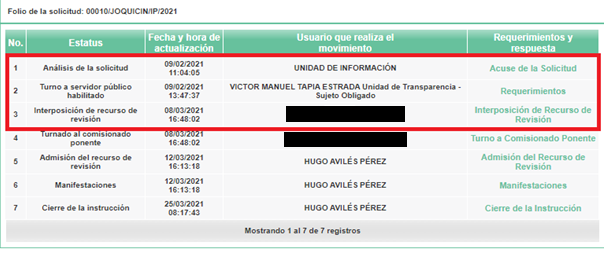 Folio de la solicitud: 00010/JOQUICIN/IP/2021
No. Estatus Fecha y hora de actualización Usuario que realiza el movimiento Requerimientos y respuesta
1 Análisis de la solicitud 09/02/2021 11:04:05 UNIDAD DE INFORMACIÓN Acuse de la Solicitud
2 Turno a servidor público habilitado 09/02/2021 13:47:37 VICTOR MANUEL TAPIA ESTRADA Unidad de Transparencia - Sujeto Obligado Requerimientos
3 Interposición de recurso de revisión 08/03/2021 16:48:02 Interposición de Recurso de Revisión
4 Turnado al comisionado ponente 08/03/2021 16:48:02 Turno a Comisionado Ponente
5 Admisión del recurso de revisión 12/03/2021 16:13:18 HUGO AVILÉS PÉREZ Admisión del Recurso de Revisión
6 Manifestaciones 12/03/2021 16:13:18 HUGO AVILÉS PÉREZ Manifestaciones
7 Cierre de la instrucción 25/03/2021 08:17:43 HUGO AVILÉS PÉREZ Cierre de la Instrucción
Mostrando 1 al 7 de 7 registros